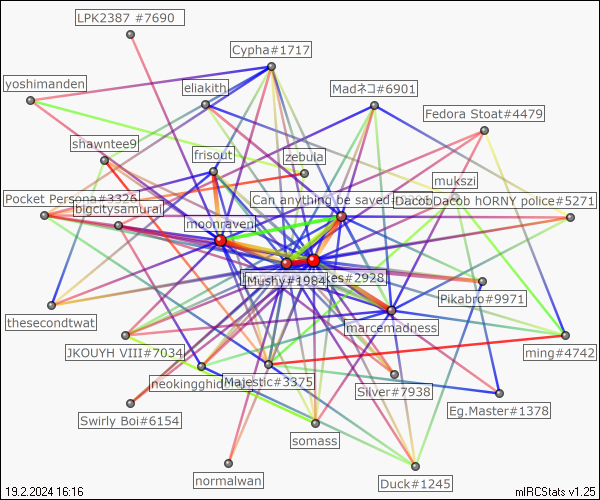 LPK2387 #7690
Cypha#1717
yoshimanden
eliakith
Madネコ#6901
Fedora Stoat#4479
shawntee9
frisout
zebula
mukszi
Pocket Persona#3326
Can anything be saved
DacobDacob hORNY police#5271
bigcitysamurai
moonraven
Mushy#1984
es#2928
Pikabro#9971
thesecondtwat
marcemadness
JKOUYH VIII#7034
ming#4742
neokingghid
Majestic#3375
Silver#7938
Eg.Master#1378
Swirly Boi#6154
somass
normalwan
Duck#1245
19.2.2024 16:16
mIRCStats v1.25